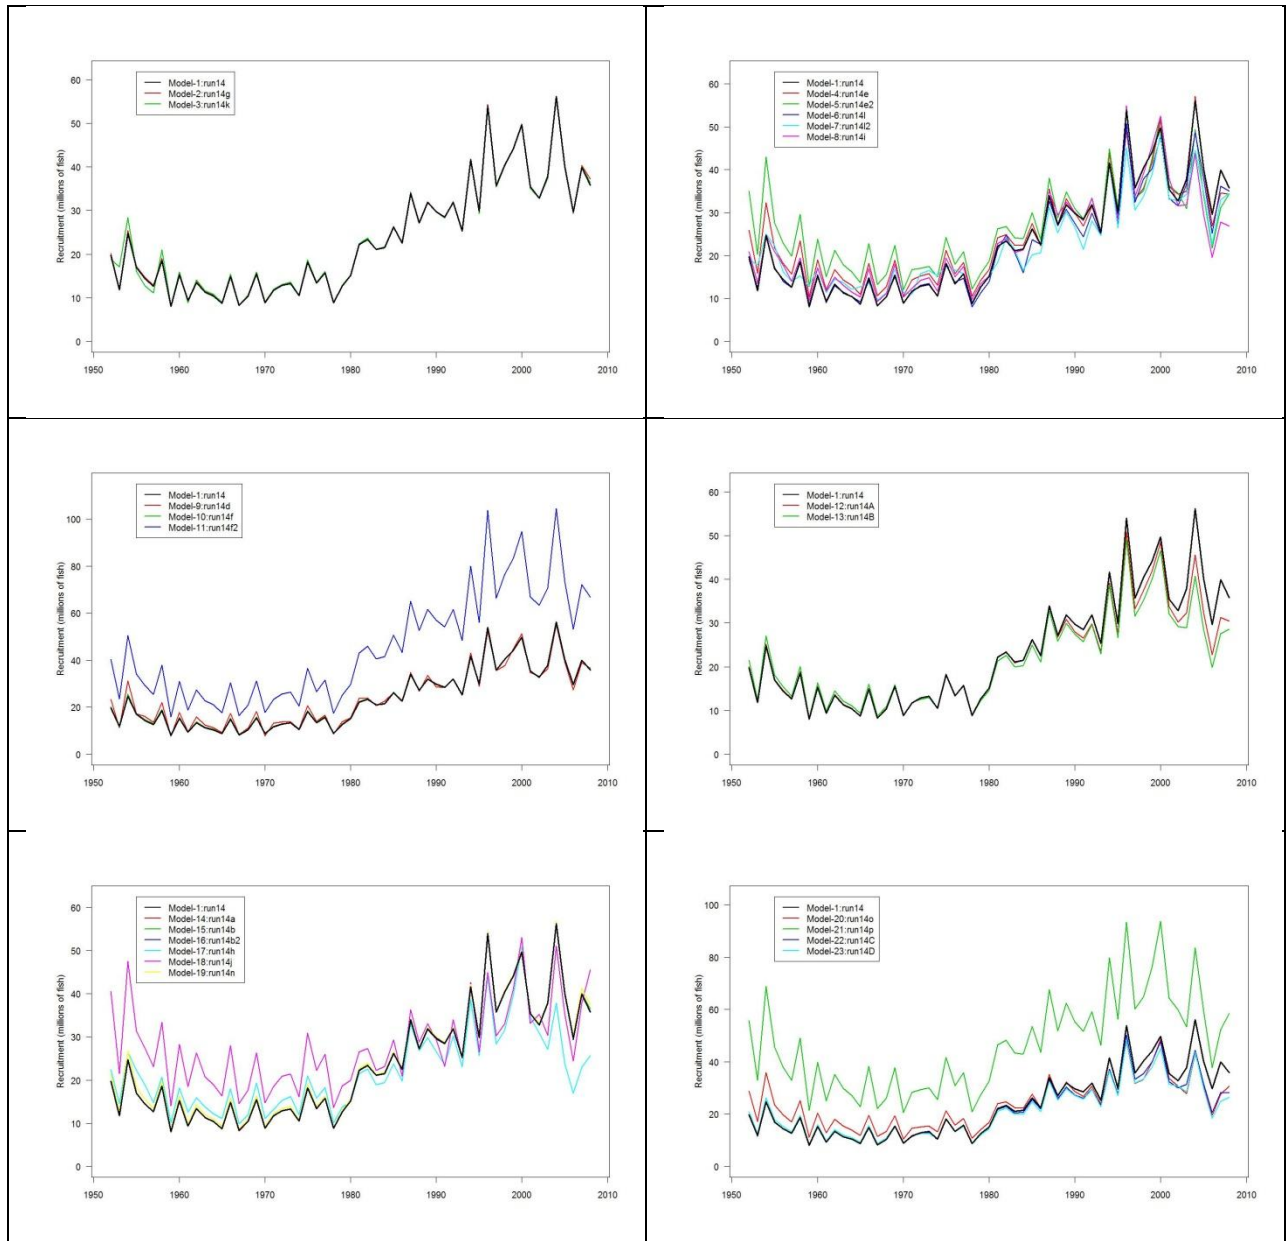 Recruitment (millions of fish)
60
50
40
30
20
10
0
1950 1960 1970 1980 1990 2000 2010
Model-1:run14
Model-2:run14g
Model-3:run14k
Recruitment (millions of fish)
60
50
40
30
20
10
0
1950 1960 1970 1980 1990 2000 2010
Model-1:run14
Model-4:run14e
Model-5:run14e2
Model-6:run14l
Model-7:run14l2
Model-8:run14i
Recruitment (millions of fish)
100
80
60
40
20
0
1950 1960 1970 1980 1990 2000 2010
Model-1:run14
Model-9:run14d
Model-10:run14f
Model-11:run14f2
Recruitment (millions of fish)
60
50
40
30
20
10
0
1950 1960 1970 1980 1990 2000 2010
Model-1:run14
Model-12:run14A
Model-13:run14B
Recruitment (millions of fish)
60
50
40
30
20
10
0
1950 1960 1970 1980 1990 2000 2010
Model-1:run14
Model-14:run14a
Model-15:run14b
Model-16:run14b2
Model-17:run14h
Model-18:run14j
Model-19:run14n
Recruitment (millions of fish)
100
80
60
40
20
0
1950 1960 1970 1980 1990 2000 2010
Model-1:run14
Model-20:run14o
Model-21:run14p
Model-22:run14C
Model-23:run14D